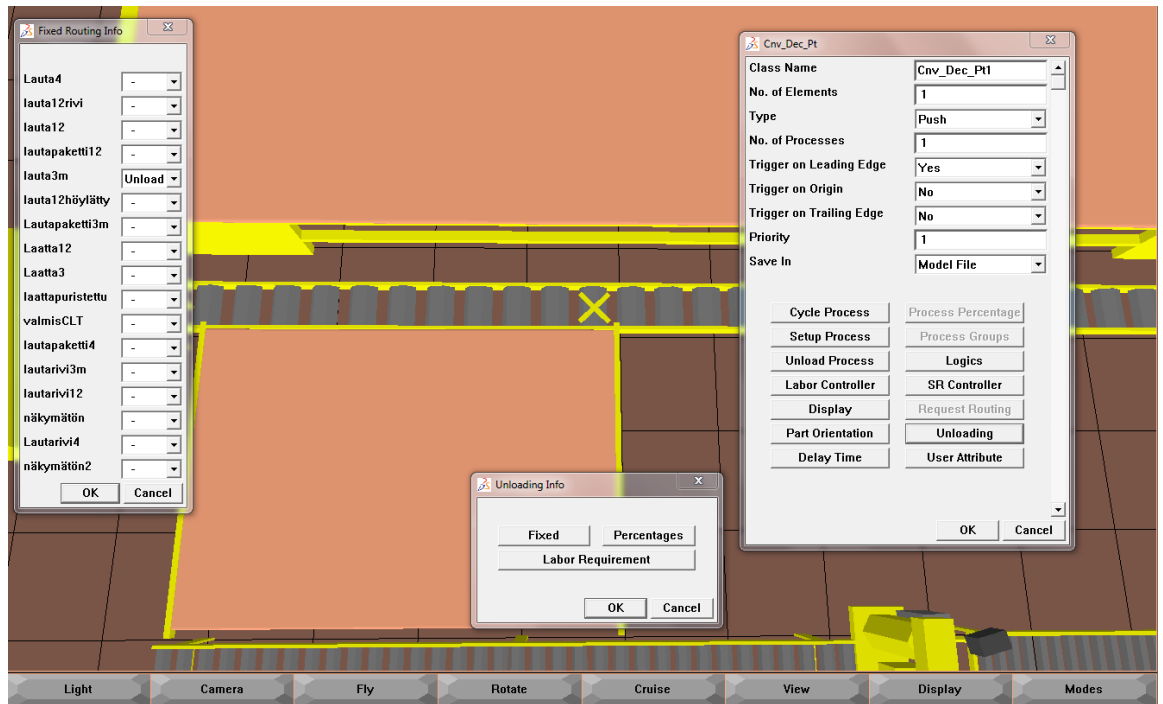 Fixed Routing Info
Lauta4 -
lauta12rivi -
lauta12 -
lautapaketti12 -
lauta3m Unload
lauta12höylätty -
Lautapaketti3m -
Laatta12 -
Laatta3 -
laattapuristettu -
valmisCLT -
lautapaketti4 -
lautarivi3m -
lautarivi12 -
näkymätön -
Lautarivi4 -
näkymätön2 -
OK Cancel
Cnv_Dec_Pt
Class Name Cnv_Dec_Pt1
No. of Elements 1
Type Push
No. of Processes 1
Trigger on Leading Edge Yes
Trigger on Origin No
Trigger on Trailing Edge No
Priority 1
Save In Model File
Cycle Process Process Percentage
Setup Process Process Groups
Unload Process Logics
Labor Controller SR Controller
Display Request Routing
Part Orientation Unloading
Delay Time User Attribute
OK Cancel
Unloading Info
Fixed Percentages
Labor Requirement
OK Cancel
Light Camera Fly Rotate Cruise View Display Modes